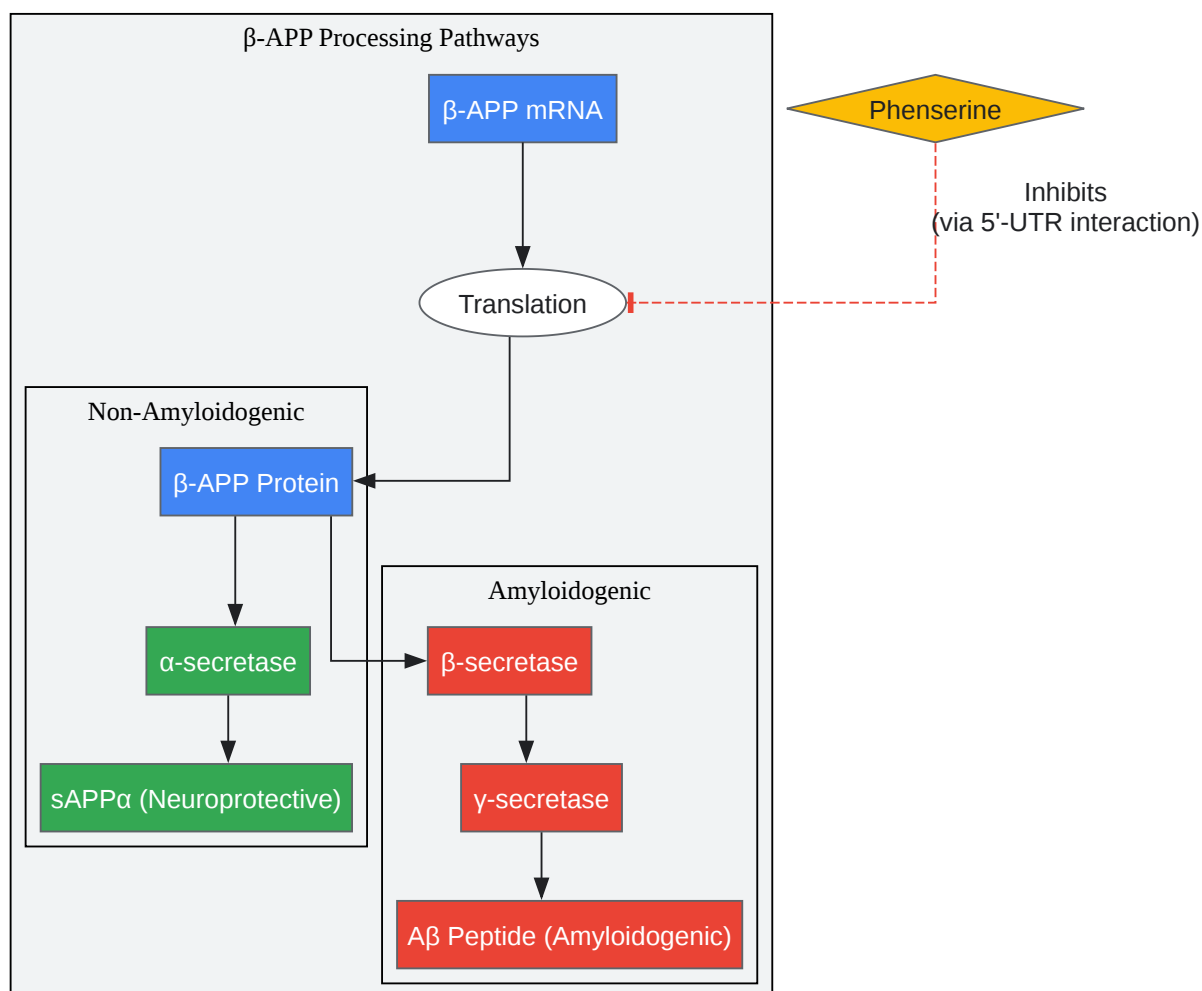 β-APP Processing Pathways
β-APP mRNA
Phenserine
Inhibits
(via 5'-UTR interaction)
Translation
Non-Amyloidogenic
β-APP Protein
Amyloidogenic
α-secretase
β-secretase
sAPPα (Neuroprotective)
γ-secretase
Aβ Peptide (Amyloidogenic)